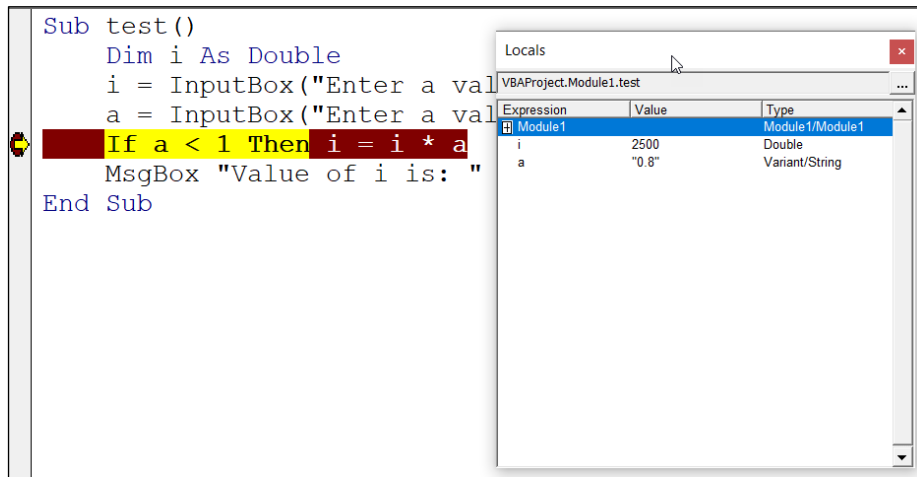 Sub test()
Dim i As Double
i = InputBox("Enter a val
a = InputBox("Enter a val
If a < 1 Then i = i * a
MsgBox "Value of i is: "
End Sub
Locals
VBAProject.Module1.test ...
Expression Value Type
Module1 Module1/Module1
i 2500 Double
a "0.8" Variant/String